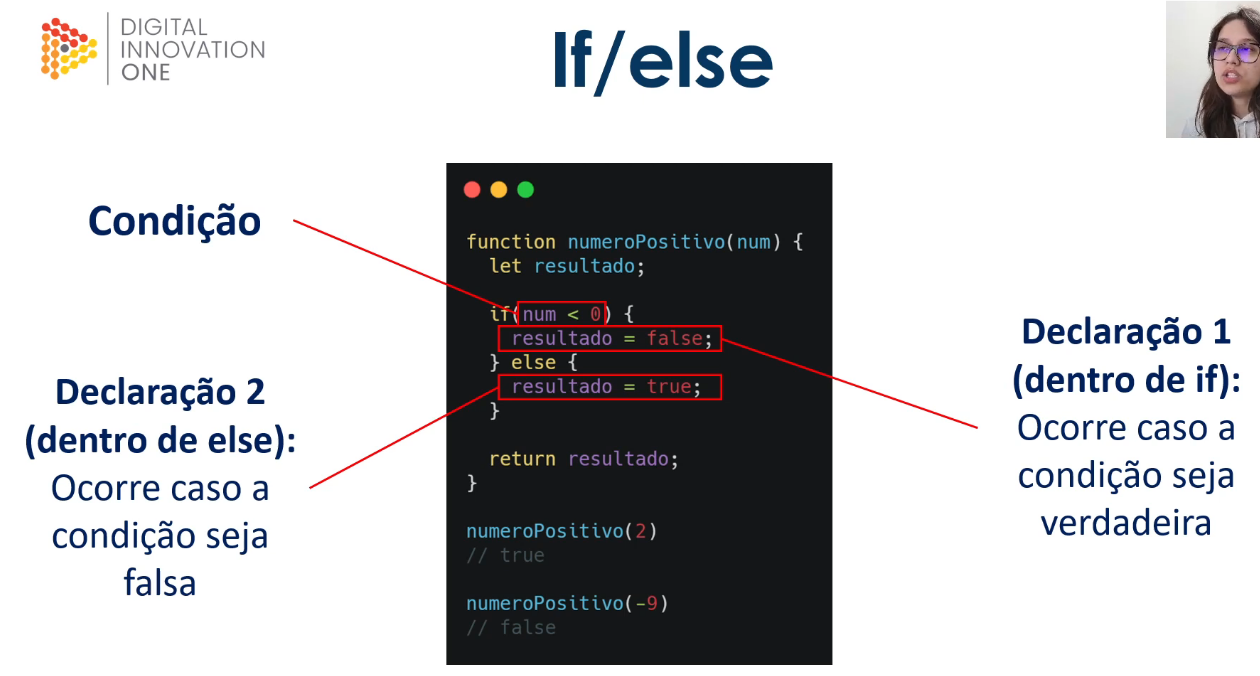 DIGITAL
INNOVATION
ONE
If/else
Condição
Declaração 2
(dentro de else):
Ocorre caso a
condição seja
falsa
function numeroPositivo(num) {
  let resultado;
  if(num < 0) {
    resultado = false;
  } else {
    resultado = true;
  }
  return resultado;
}
numeroPositivo(2)
// true
numeroPositivo(-9)
// false
Declaração 1
(dentro de if):
Ocorre caso a
condição seja
verdadeira